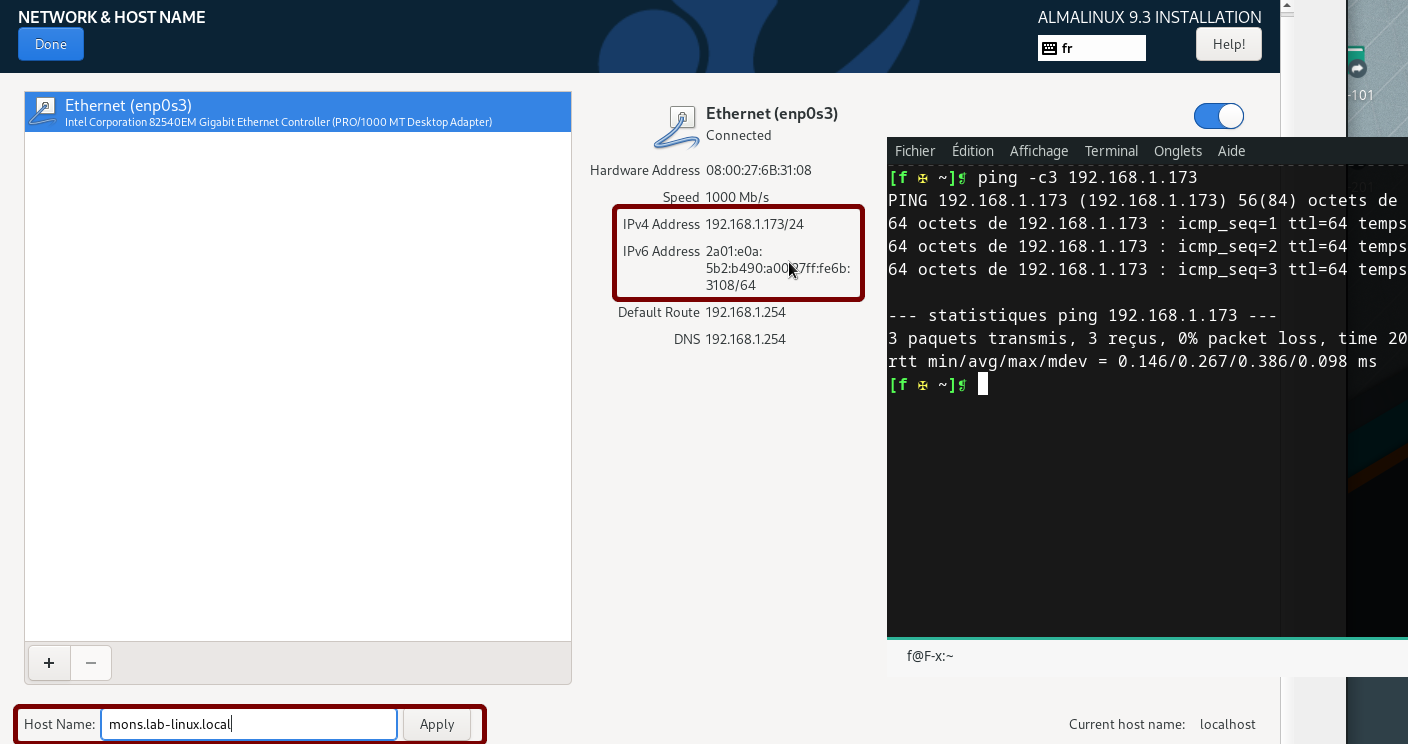 NETWORK & HOST NAME
Done
ALMALINUX 9.3 INSTALLATION
fr
Help!
Ethernet (enp0s3)
Intel Corporation 82540EM Gigabit Ethernet Controller (PRO/1000 MT Desktop Adapter)
Ethernet (enp0s3)
Connected
Hardware Address 08:00:27:6B:31:08
Speed 1000 Mb/s
IPv4 Address 192.168.1.173/24
IPv6 Address 2a01:e0a:
5b2:b490:a00:27ff:fe6b:
3108/64
Default Route 192.168.1.254
DNS 192.168.1.254
-101
Fichier Édition Affichage Terminal Onglets Aide
[f ✠ ~]❡ ping -c3 192.168.1.173
PING 192.168.1.173 (192.168.1.173) 56(84) octets de
64 octets de 192.168.1.173 : icmp_seq=1 ttl=64 temps
64 octets de 192.168.1.173 : icmp_seq=2 ttl=64 temps
64 octets de 192.168.1.173 : icmp_seq=3 ttl=64 temps
--- statistiques ping 192.168.1.173 ---
3 paquets transmis, 3 reçus, 0% packet loss, time 20
rtt min/avg/max/mdev = 0.146/0.267/0.386/0.098 ms
[f ✠ ~]❡
f@F-x:~
+ −
Host Name: mons.lab-linux.local Apply
Current host name: localhost